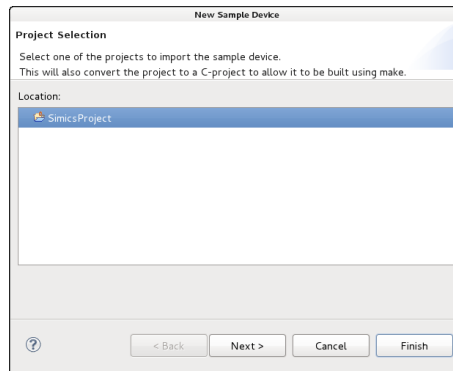 New Sample Device
Project Selection
Select one of the projects to import the sample device.
This will also convert the project to a C-project to allow it to be built using make.
Location:
SimicsProject
?
< Back
Next >
Cancel
Finish